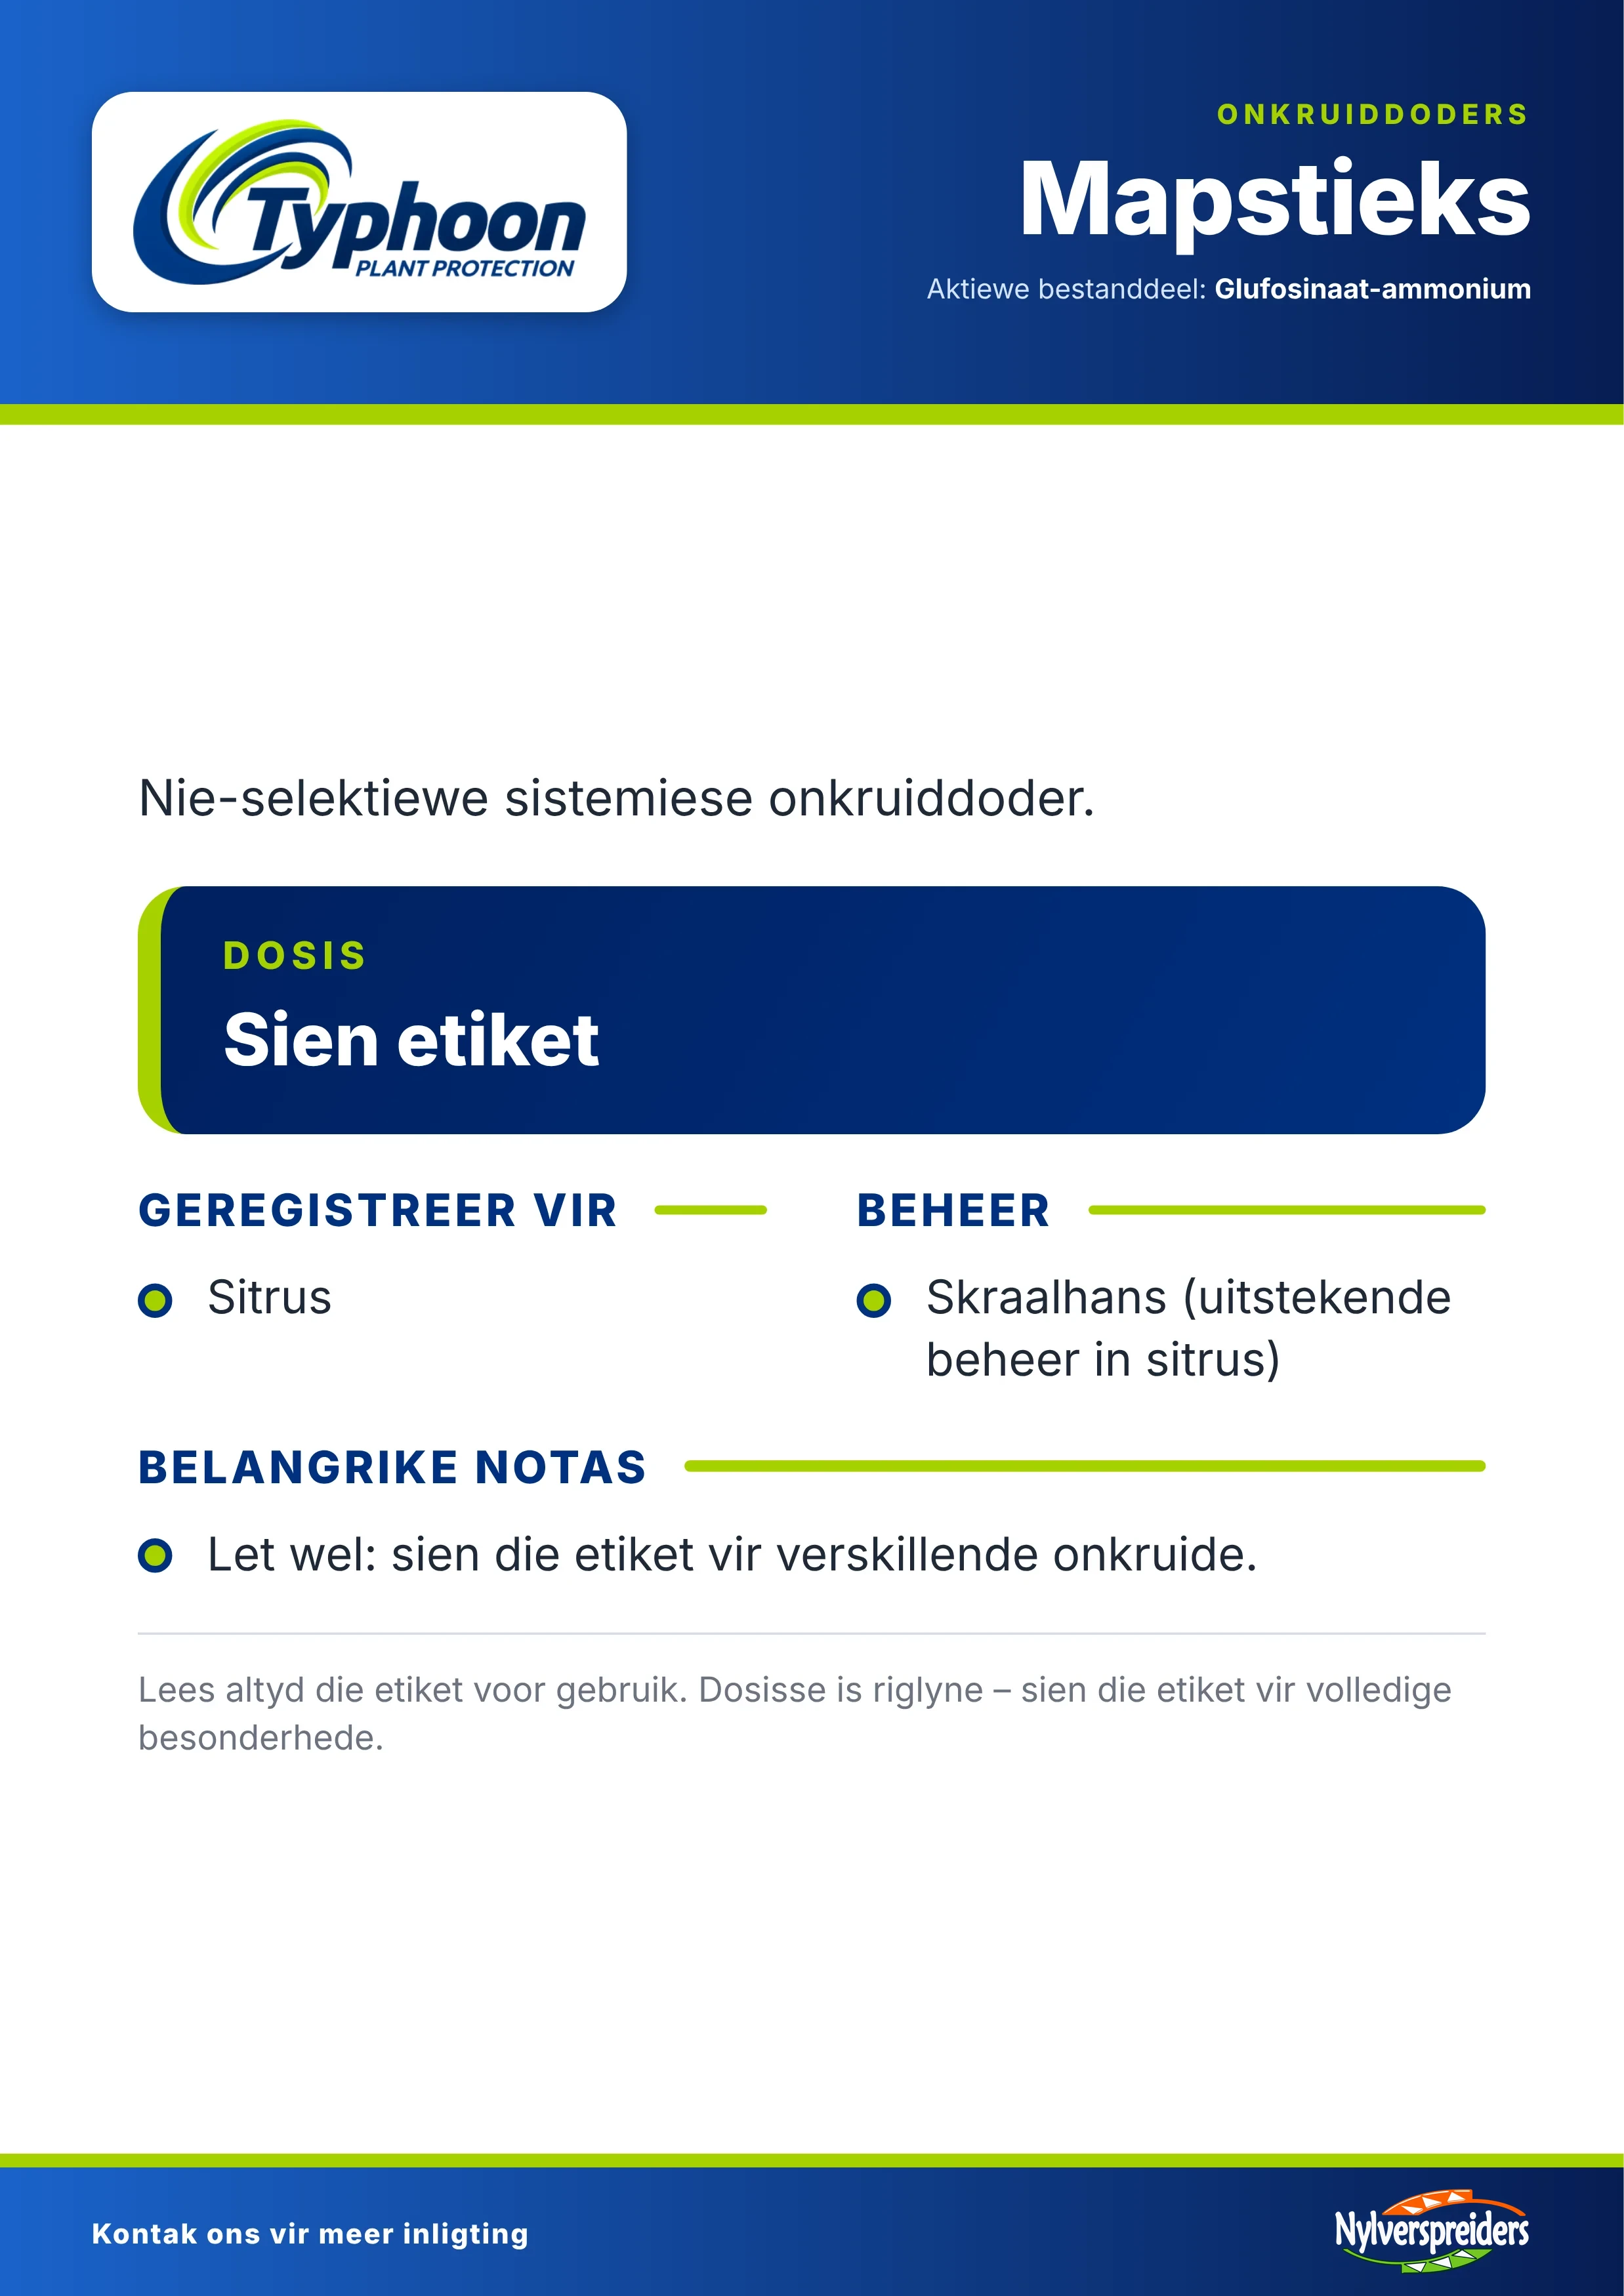 Typhoon
PLANT PROTECTION
ONKRUIDDODERS
Mapstieks
Aktiewe bestanddeel: Glufosinaat-ammonium
Nie-selektiewe sistemiese onkruiddoder.
DOSIS
Sien etiket
GEREGISTREER VIR
Sitrus
BEHEER
Skraalhans (uitstekende
beheer in sitrus)
BELANGRIKE NOTAS
Let wel: sien die etiket vir verskillende onkruide.
Lees altyd die etiket voor gebruik. Dosisse is riglyne – sien die etiket vir volledige
besonderhede.
Kontak ons vir meer inligting
Nylverspreiders